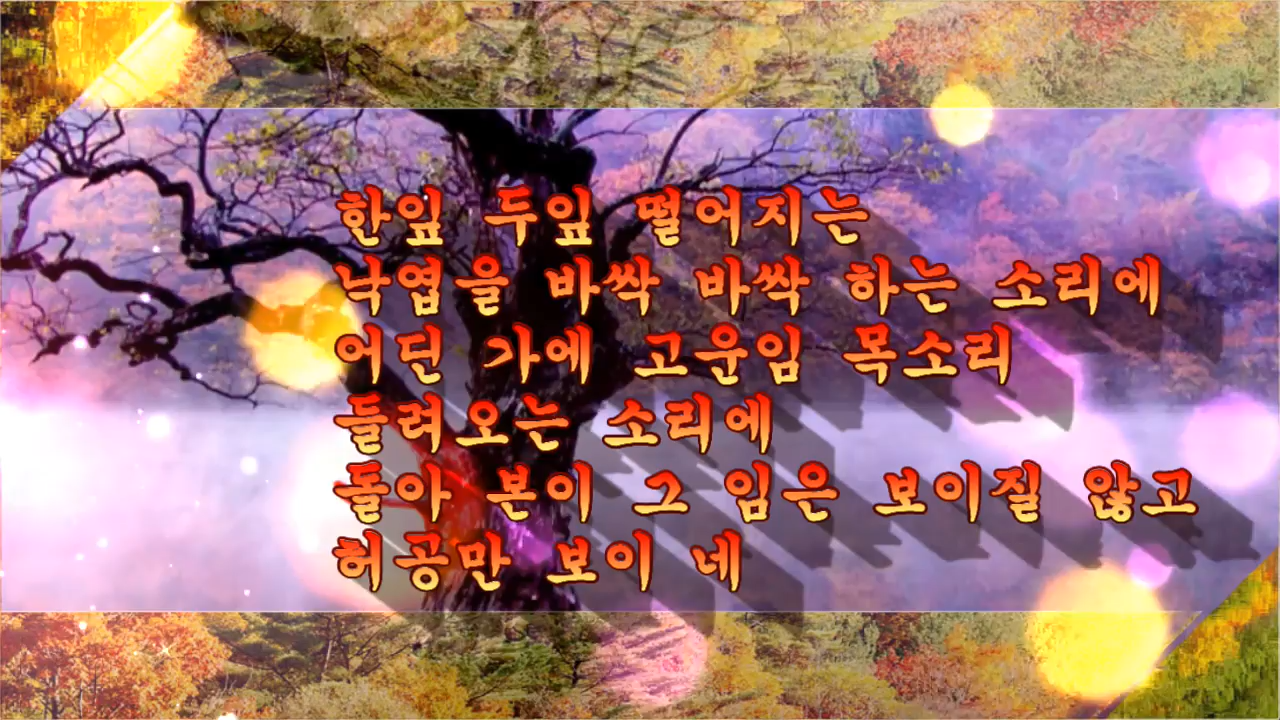 한잎 두잎 떨어지는
낙엽을 바싹 바싹 하는 소리에
어딘 가에 고운임 목소리
들려오는 소리에
돌아 본이 그 임은 보이질 않고
허공만 보이 네